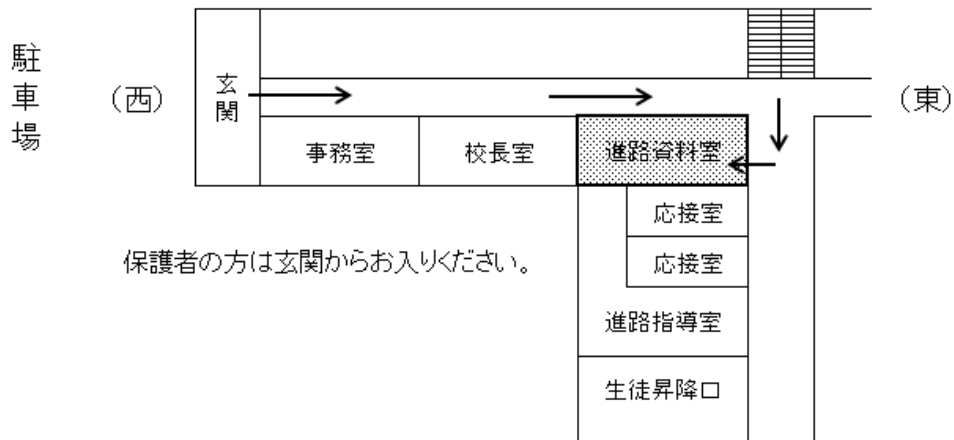 駐車場
（西）
玄関
（東）
事務室
校長室
進路資料室
応接室
応接室
保護者の方は玄関からお入りください。
進路指導室
生徒昇降口